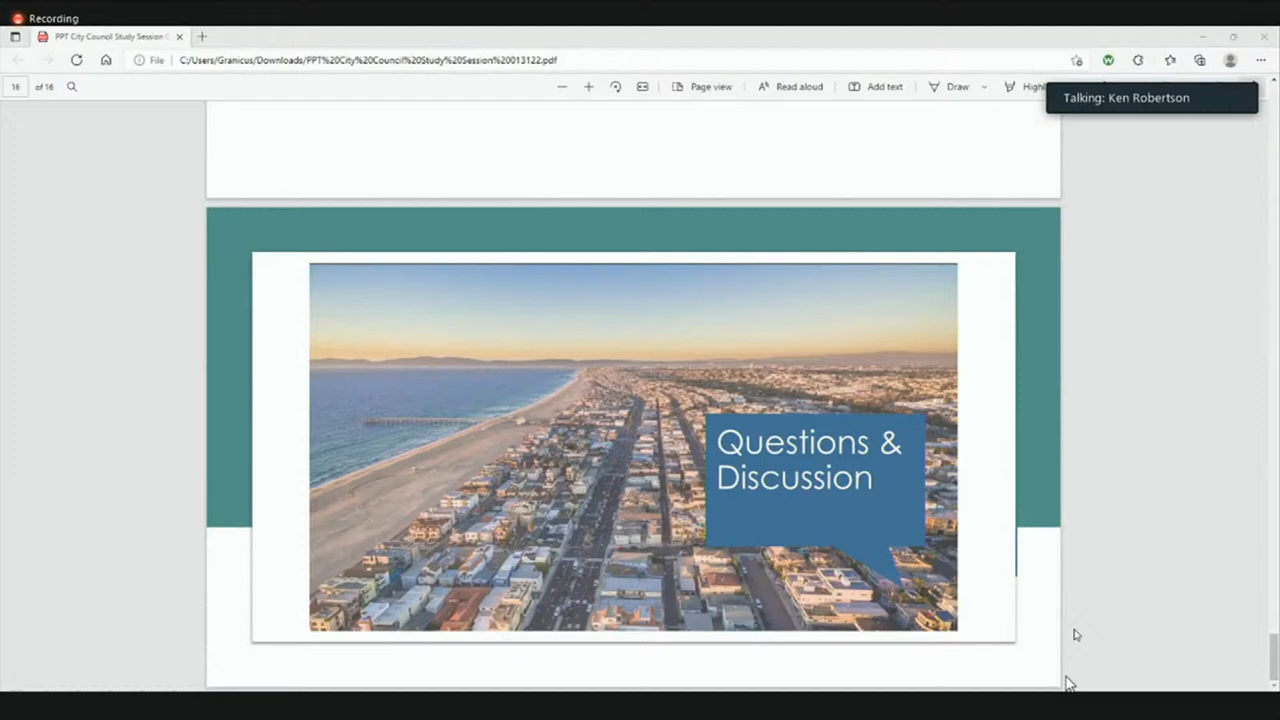 Recording
PPT City Council Study Session
File C:/Users/Granicus/Downloads/PPT%20City%20Council%20Study%20Session%20013122.pdf
16 of 16 Page view Read aloud Add text Draw Highl
Talking: Ken Robertson
Questions &
Discussion